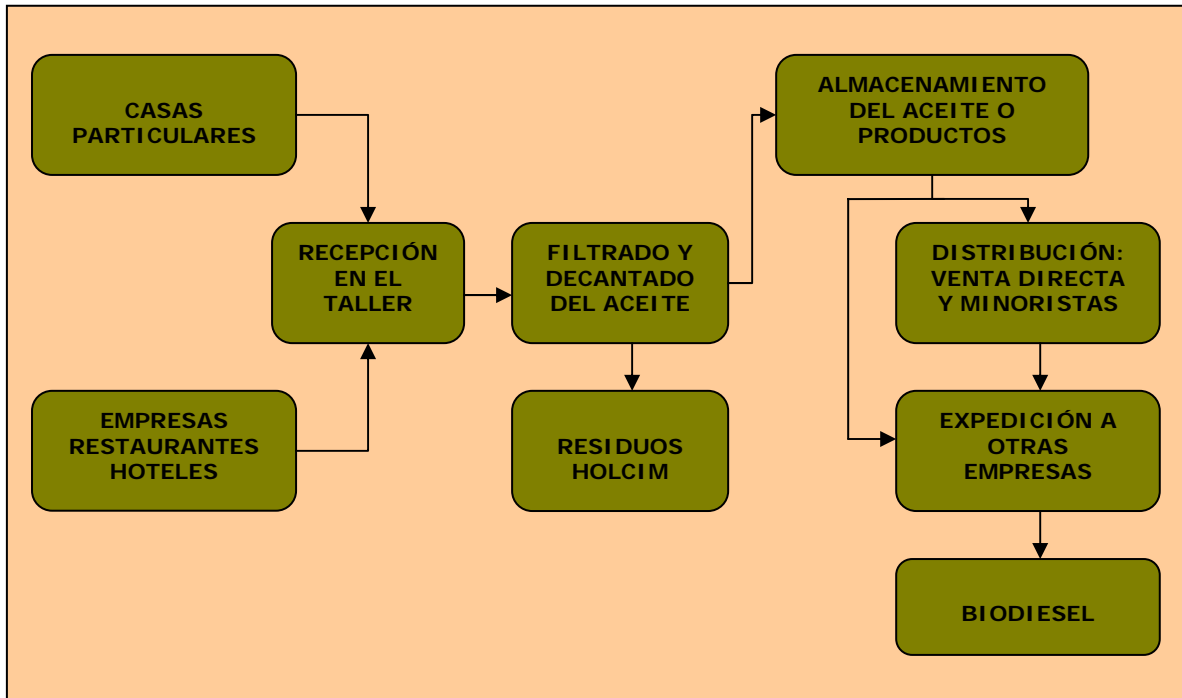 CASAS
PARTICULARES
EMPRESAS
RESTAURANTES
HOTELES
RECEPCIÓN
EN EL
TALLER
FILTRADO Y
DECANTADO
DEL ACEITE
RESIDUOS
HOLCIM
ALMACENAMIENTO
DEL ACEITE O
PRODUCTOS
DISTRIBUCIÓN:
VENTA DIRECTA
Y MINORISTAS
EXPEDICIÓN A
OTRAS
EMPRESAS
BIODIESEL